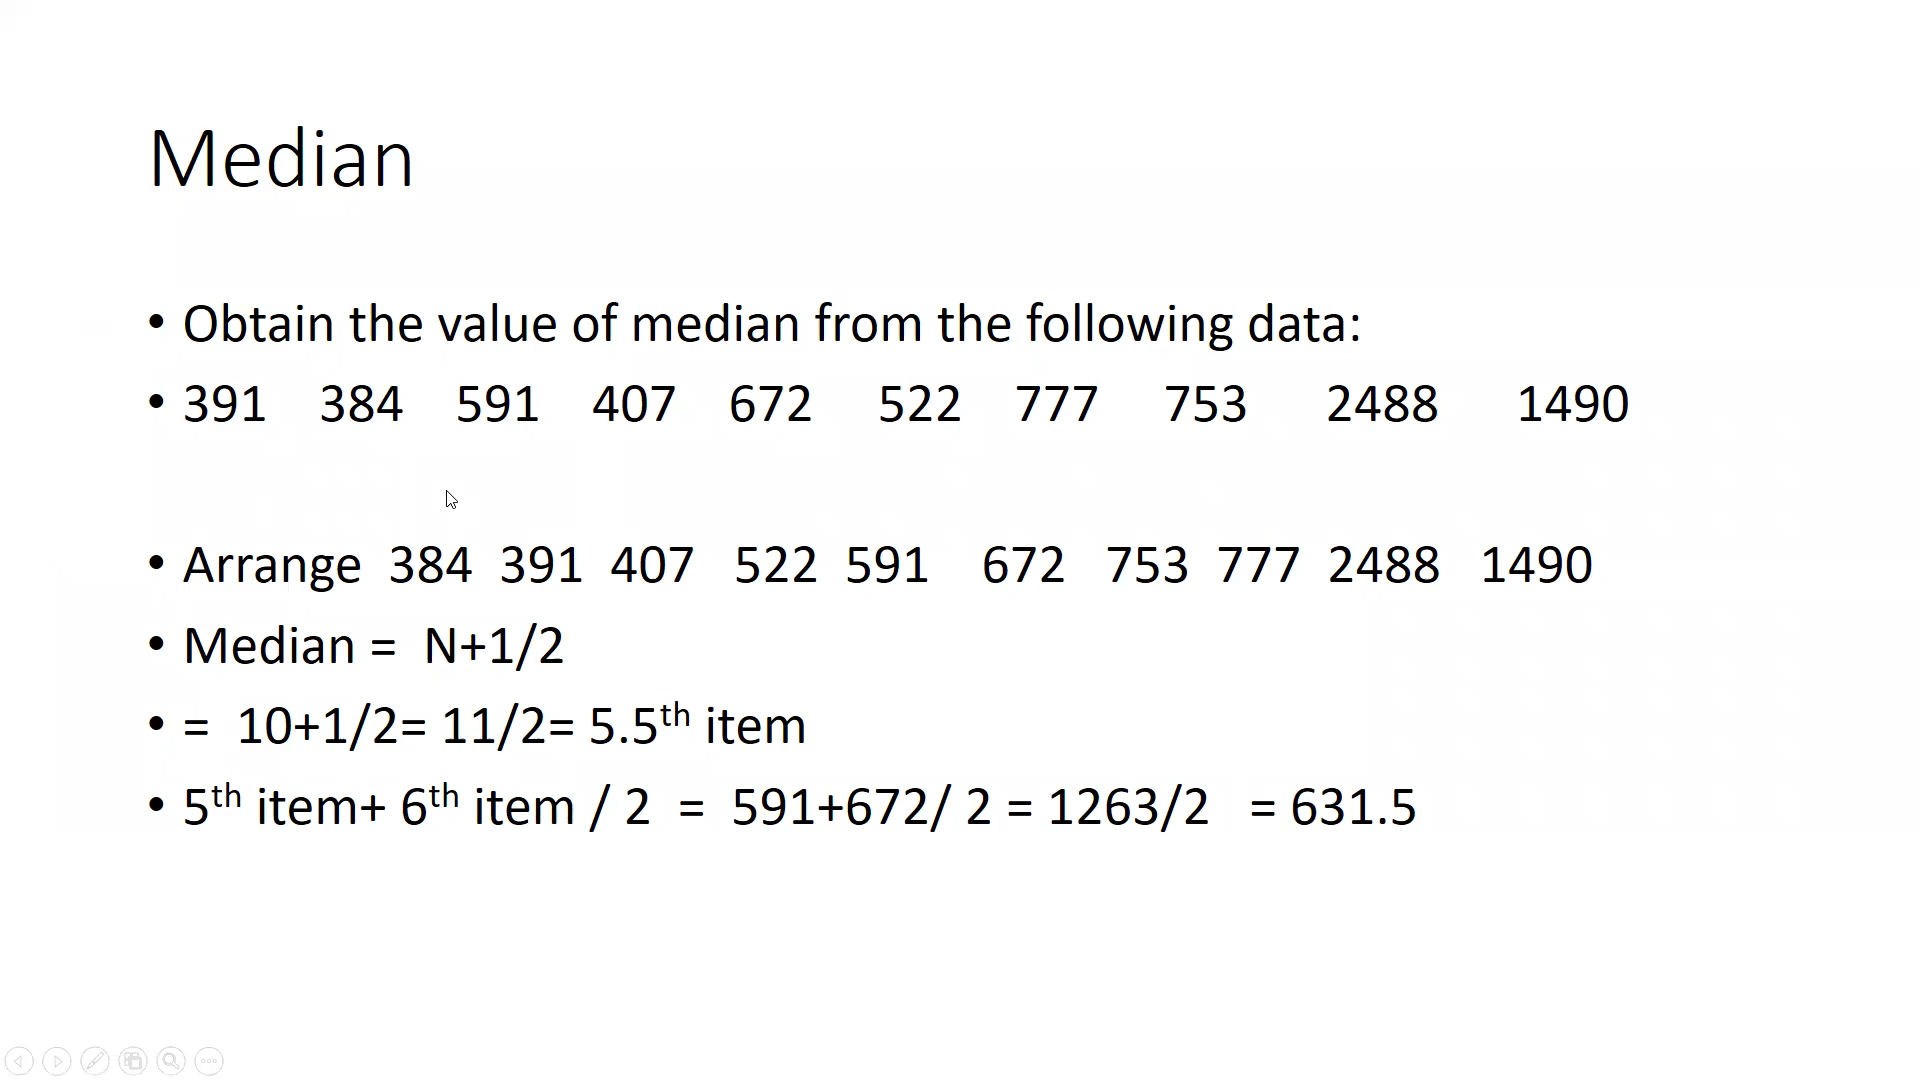 Median
• Obtain the value of median from the following data:
• 391 384 591 407 672 522 777 753 2488 1490
• Arrange 384 391 407 522 591 672 753 777 2488 1490
• Median = N+1/2
• = 10+1/2= 11/2= 5.5th item
• 5th item+ 6th item / 2 = 591+672/ 2 = 1263/2 = 631.5